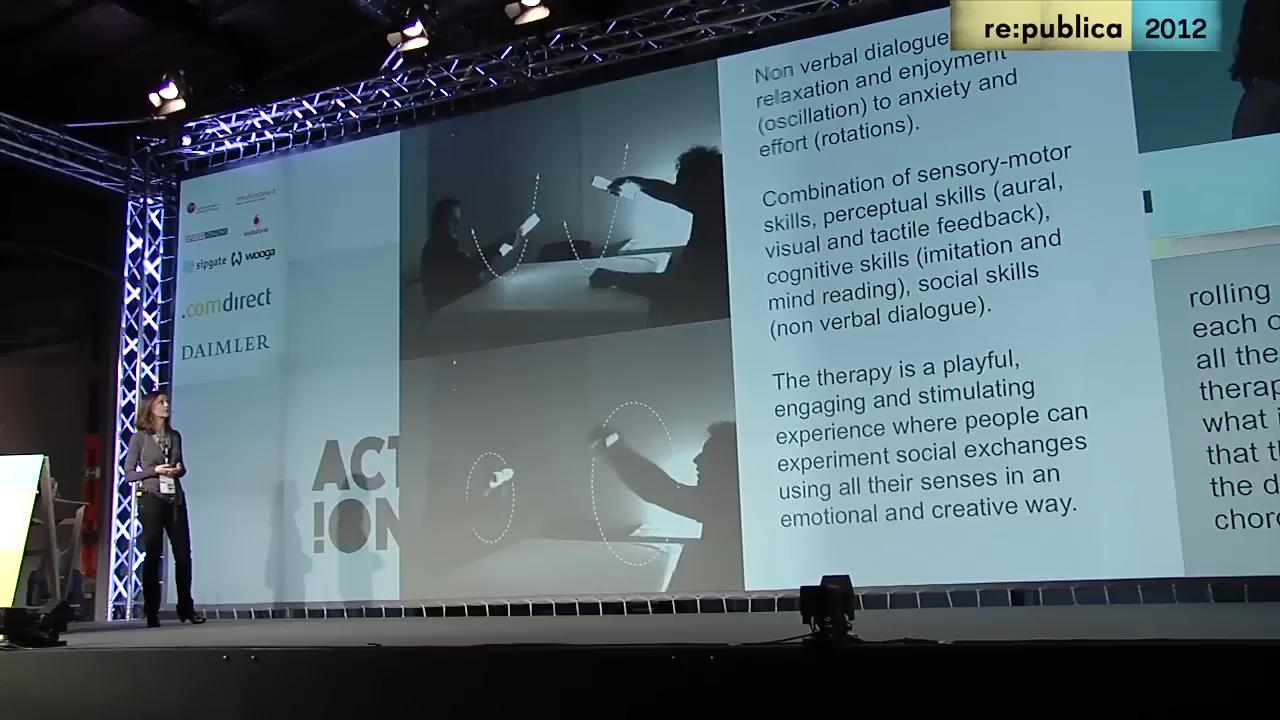 re:publica 2012
Non verbal dialogue
relaxation and enjoyment
(oscillation) to anxiety and
effort (rotations).
Combination of sensory-motor
skills, perceptual skills (aural,
visual and tactile feedback),
cognitive skills (imitation and
mind reading), social skills
(non verbal dialogue).
The therapy is a playful,
engaging and stimulating
experience where people can
experiment social exchanges
using all their senses in an
emotional and creative way.
rolling
each
all the
therap
what
that t
the d
chor
vodafone
sipgate wooga
.comdirect
DAIMLER
ACT
!ON